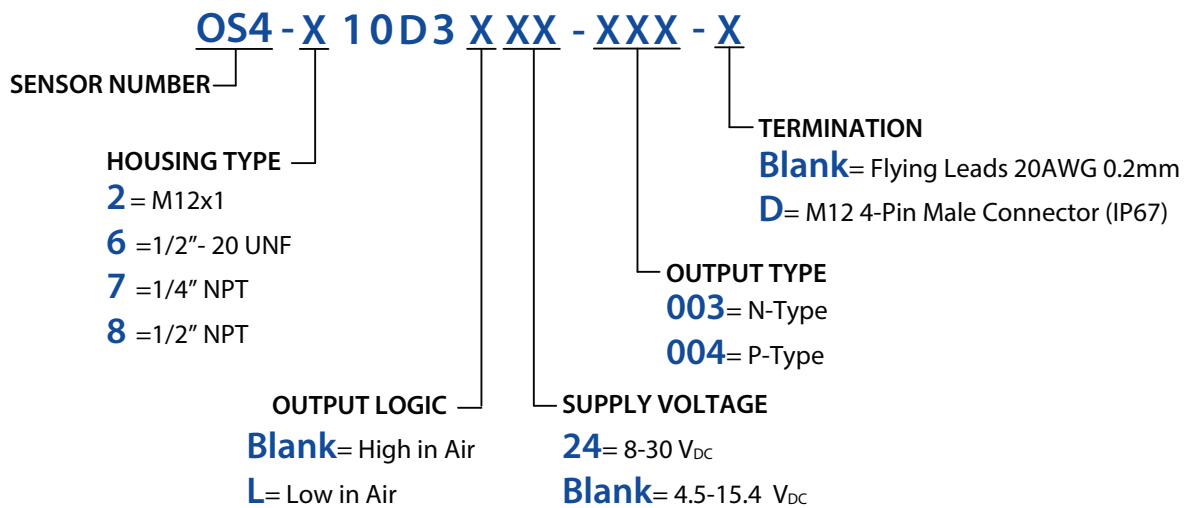 OS4 - X 10D3 X XX - XXX - X
SENSOR NUMBER
TERMINATION
Blank= Flying Leads 20AWG 0.2mm
D= M12 4-Pin Male Connector (IP67)
HOUSING TYPE
2 = M12x1
6 =1/2”- 20 UNF
7 =1/4” NPT
8 =1/2” NPT
OUTPUT TYPE
003= N-Type
004= P-Type
OUTPUT LOGIC
Blank= High in Air
L= Low in Air
SUPPLY VOLTAGE
24= 8-30 VDC
Blank= 4.5-15.4 VDC